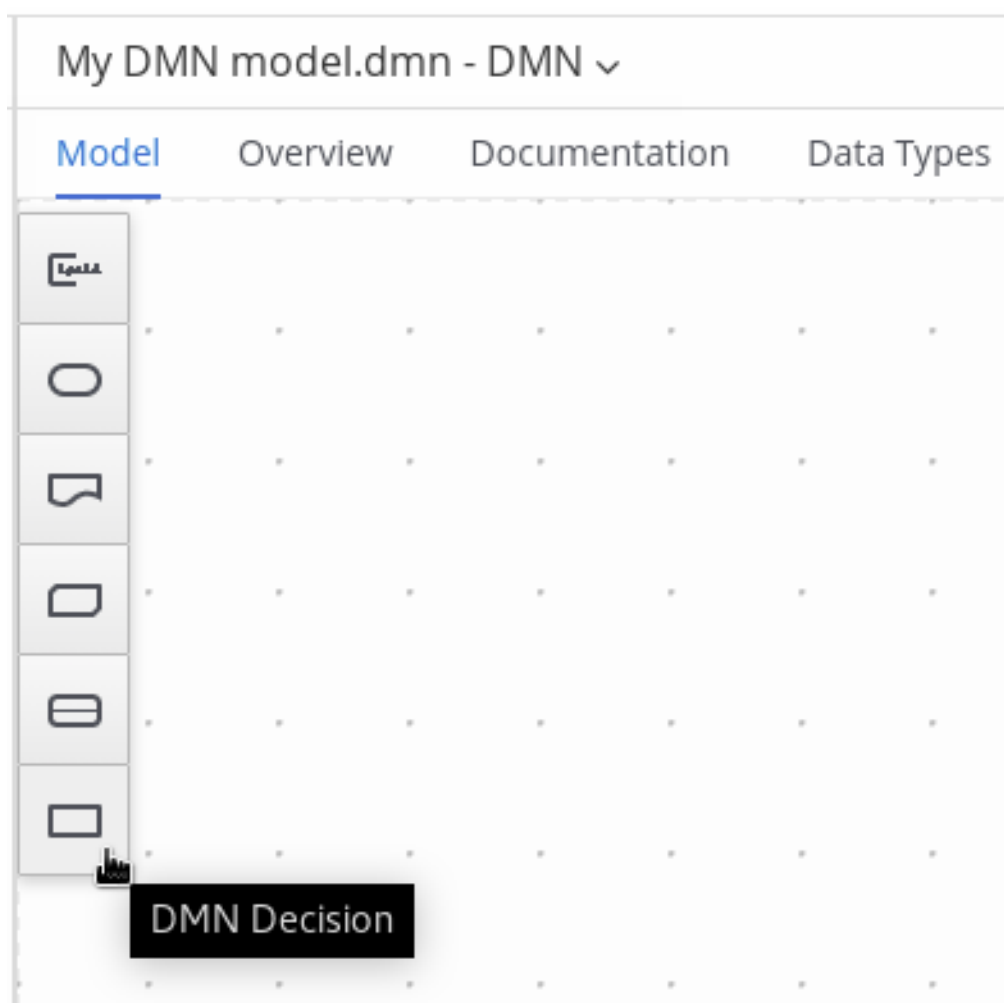 My DMN model.dmn - DMN
Model Overview Documentation Data Types
DMN Decision